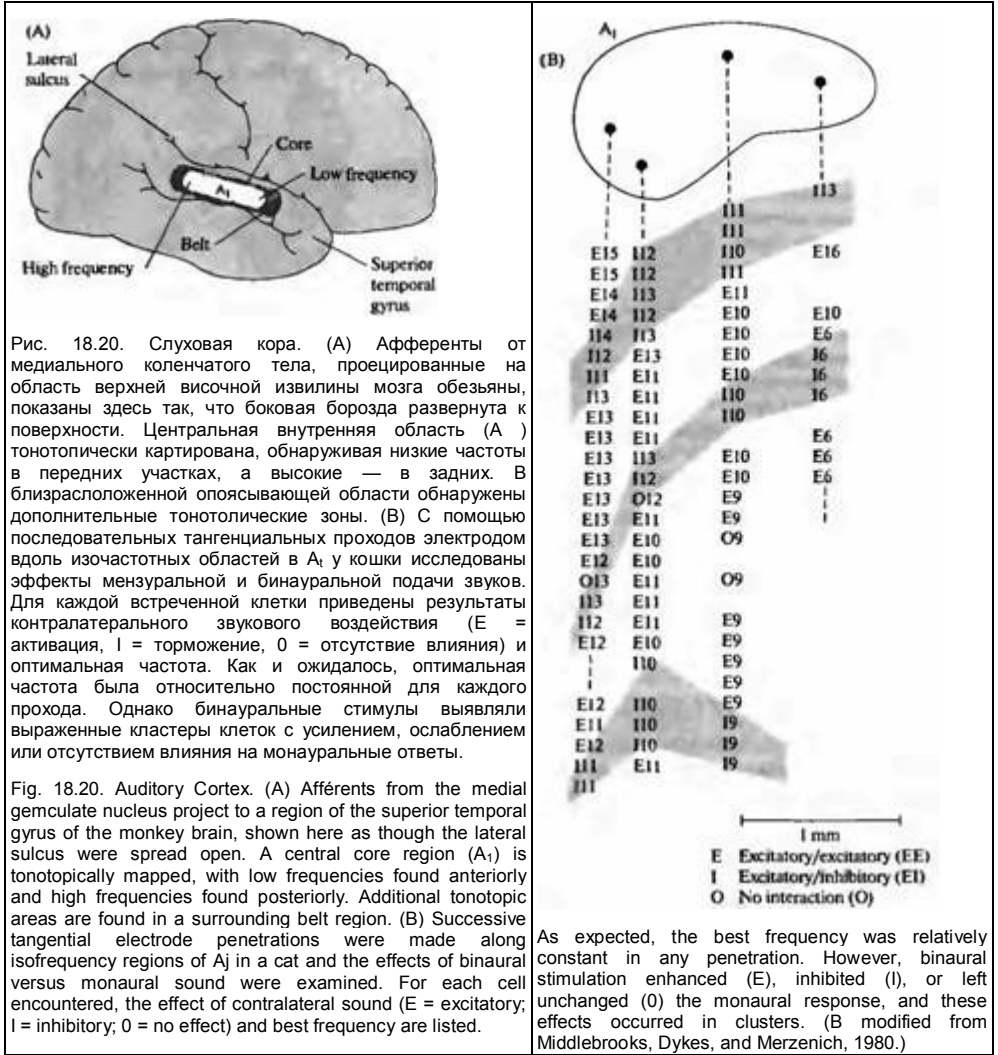 (A)
Lateral
sulcus
Core
Low frequency
A₁
Belt
High frequency
Superior
temporal
gyrus
Рис. 18.20. Слуховая кора. (А) Афференты от
медиального коленчатого тела, проецированные на
область верхней височной извилины мозга обезьяны,
показаны здесь так, что боковая борозда развернута к
поверхности. Центральная внутренняя область (А )
тонотопически картирована, обнаруживая низкие частоты
в передних участках, а высокие — в задних. В
близрасположенной опоясывающей области обнаружены
дополнительные тонотолические зоны. (В) С помощью
последовательных тангенциальных проходов электродом
вдоль изочастотных областей в Aₜ у кошки исследованы
эффекты мензуральной и бинауральной подачи звуков.
Для каждой встреченной клетки приведены результаты
контралатерального звукового воздействия (Е =
активация, I = торможение, 0 = отсутствие влияния) и
оптимальная частота. Как и ожидалось, оптимальная
частота была относительно постоянной для каждого
прохода. Однако бинауральные стимулы выявляли
выраженные кластеры клеток с усилением, ослаблением
или отсутствием влияния на монауральные ответы.
Fig. 18.20. Auditory Cortex. (A) Afférents from the medial
gemculate nucleus project to a region of the superior temporal
gyrus of the monkey brain, shown here as though the lateral
sulcus were spread open. A central core region (A₁) is
tonotopically mapped, with low frequencies found anteriorly
and high frequencies found posteriorly. Additional tonotopic
areas are found in a surrounding belt region. (B) Successive
tangential electrode penetrations were made along
isofrequency regions of Aj in a cat and the effects of binaural
versus monaural sound were examined. For each cell
encountered, the effect of contralateral sound (E = excitatory;
I = inhibitory; 0 = no effect) and best frequency are listed.
A₁
(B)
I13
I11
I11
E15 I12 I10 E16
E15 I12 I11
E14 I13 E11
E14 I12 E10 E10
I14 I13 E10 E6
I12 E13 E10 I6
I11 E11 E10 I6
I13 E11 I10 I6
E13 E11 I10
E13 E11 E6
E13 I13 E10 E6
E13 I12 E10 E6
E13 O12 E9
E13 E11 E9
E13 E10 O9
E12 E10
O13 E11 O9
I13 E11
I12 E11 E9
E12 E10 E9
I10 E9
E9
E12 I10 E9
E11 I10 I9
E12 I10 I9
I11 E11 I9
I11
1 mm
E Excitatory/excitatory (EE)
I Excitatory/inhibitory (EI)
O No interaction (O)
As expected, the best frequency was relatively
constant in any penetration. However, binaural
stimulation enhanced (E), inhibited (I), or left
unchanged (0) the monaural response, and these
effects occurred in clusters. (B modified from
Middlebrooks, Dykes, and Merzenich, 1980.)